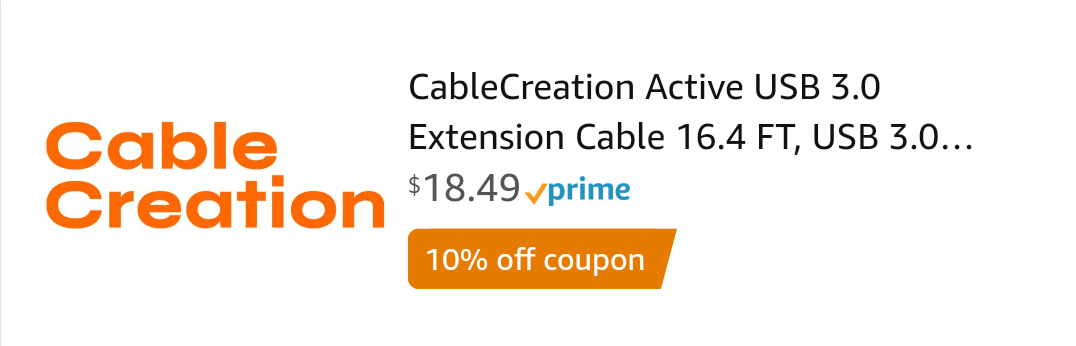 Cable
Creation
CableCreation Active USB 3.0
Extension Cable 16.4 FT, USB 3.0...
$18.49 prime
10% off coupon